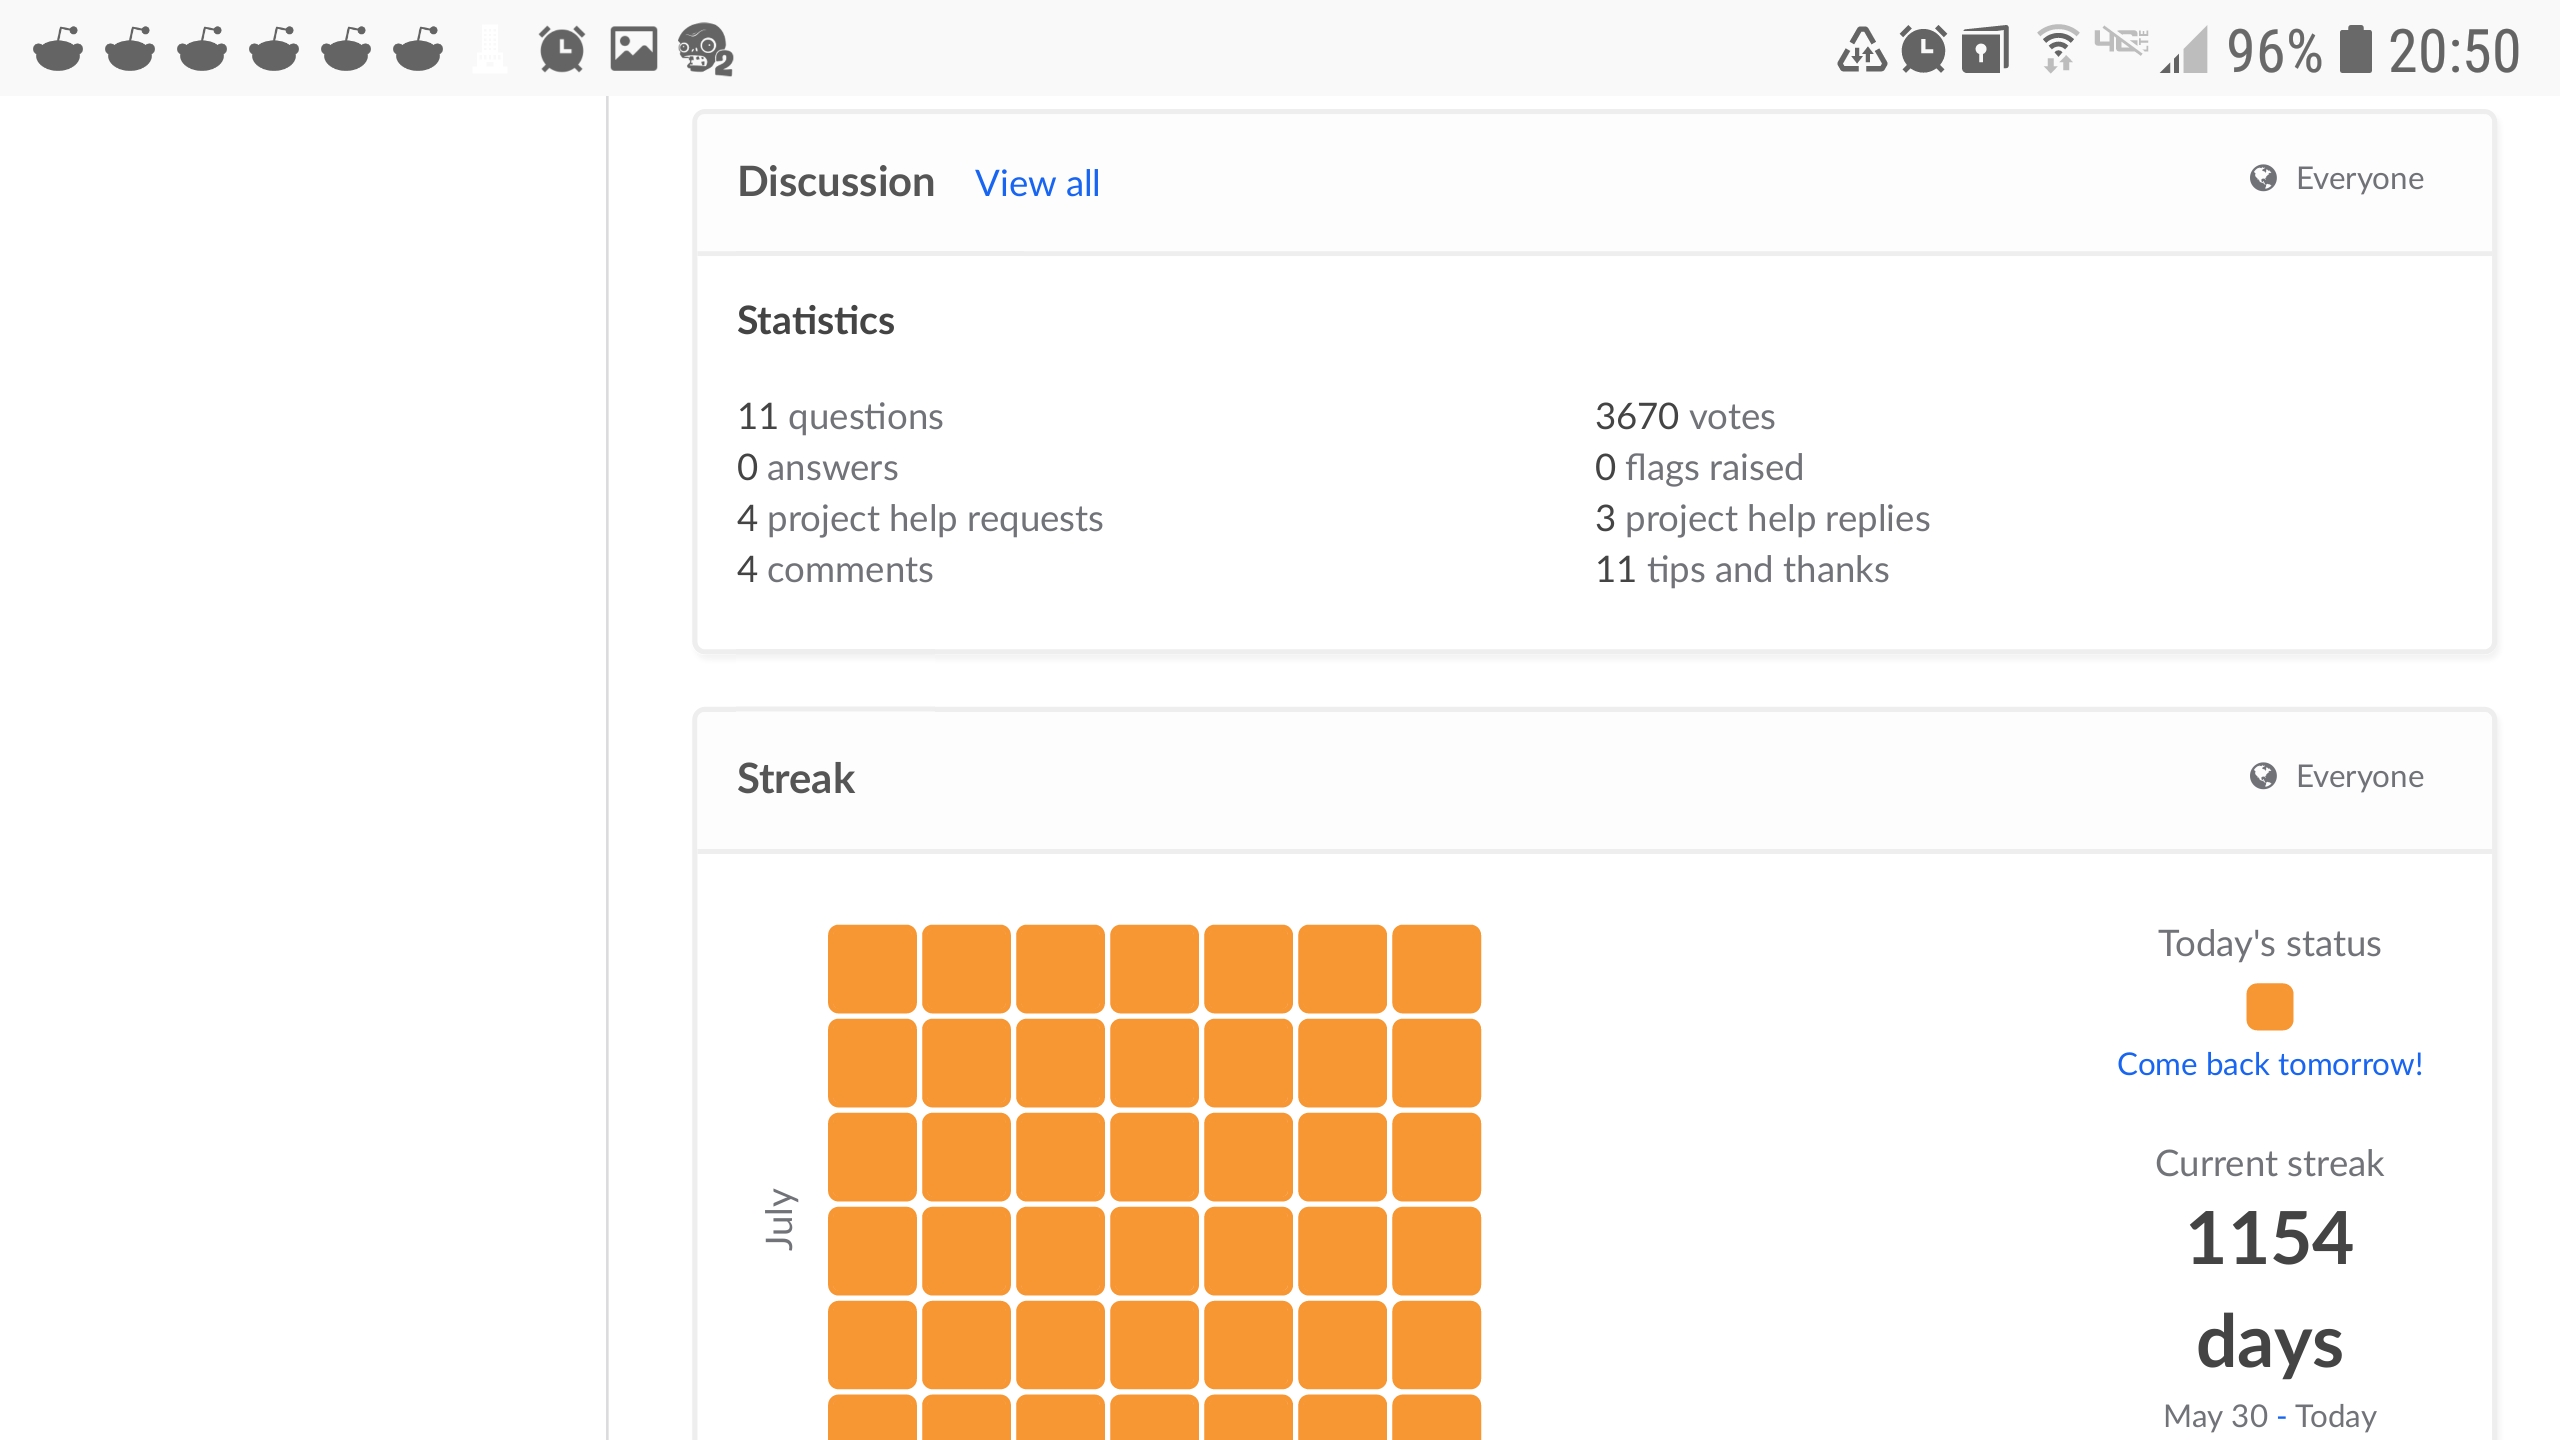 96% 20:50
Discussion View all Everyone
Statistics
11 questions
0 answers
4 project help requests
4 comments
3670 votes
0 flags raised
3 project help replies
11 tips and thanks
Streak Everyone
July
Today's status
Come back tomorrow!
Current streak
1154
days
May 30 - Today